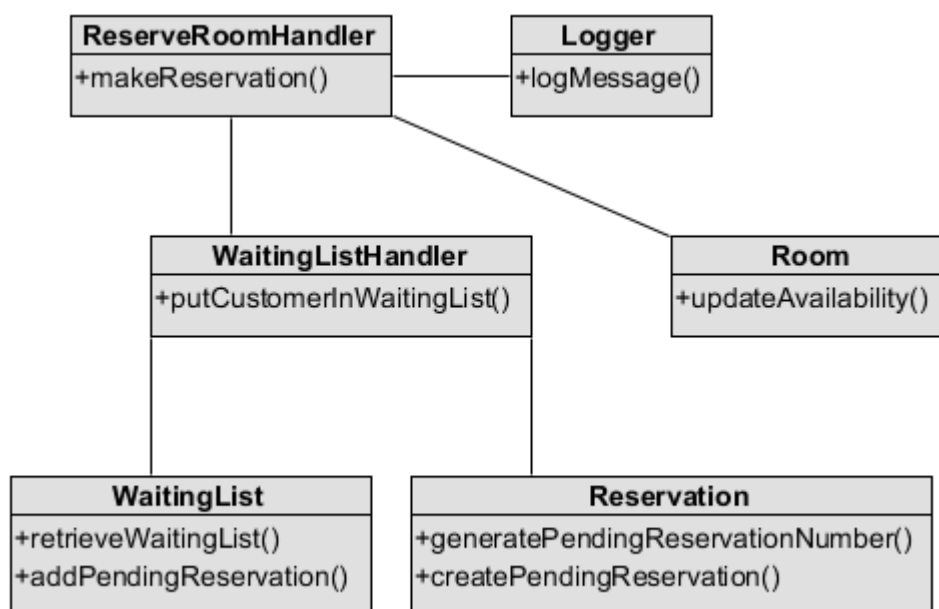 ReserveRoomHandler
+makeReservation()
Logger
+logMessage()
WaitingListHandler
+putCustomerInWaitingList()
Room
+updateAvailability()
WaitingList
+retrieveWaitingList()
+addPendingReservation()
Reservation
+generatePendingReservationNumber()
+createPendingReservation()